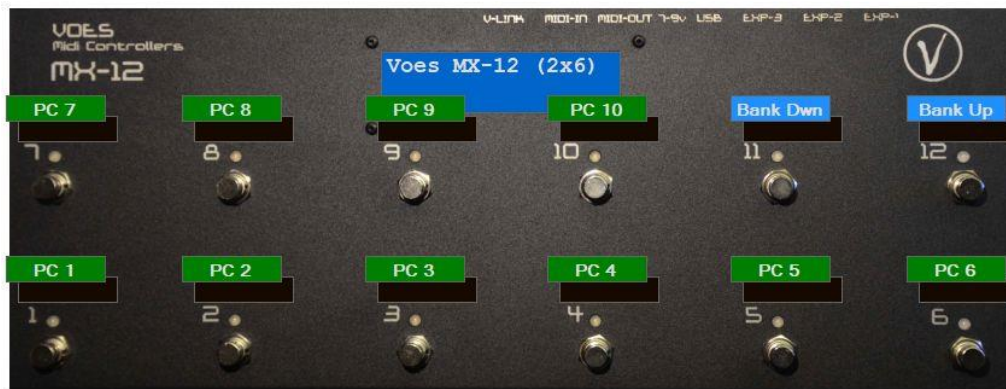 V-LINK MIDI-IN MIDI-OUT 7-9V USB EXP-3 EXP-2 EXP-1
VOES
Midi Controllers
MX-12
Voes MX-12 (2x6)
V
PC 7 PC 8 PC 9 PC 10 Bank Dwn Bank Up
7 8 9 10 11 12
PC 1 PC 2 PC 3 PC 4 PC 5 PC 6
1 2 3 4 5 6